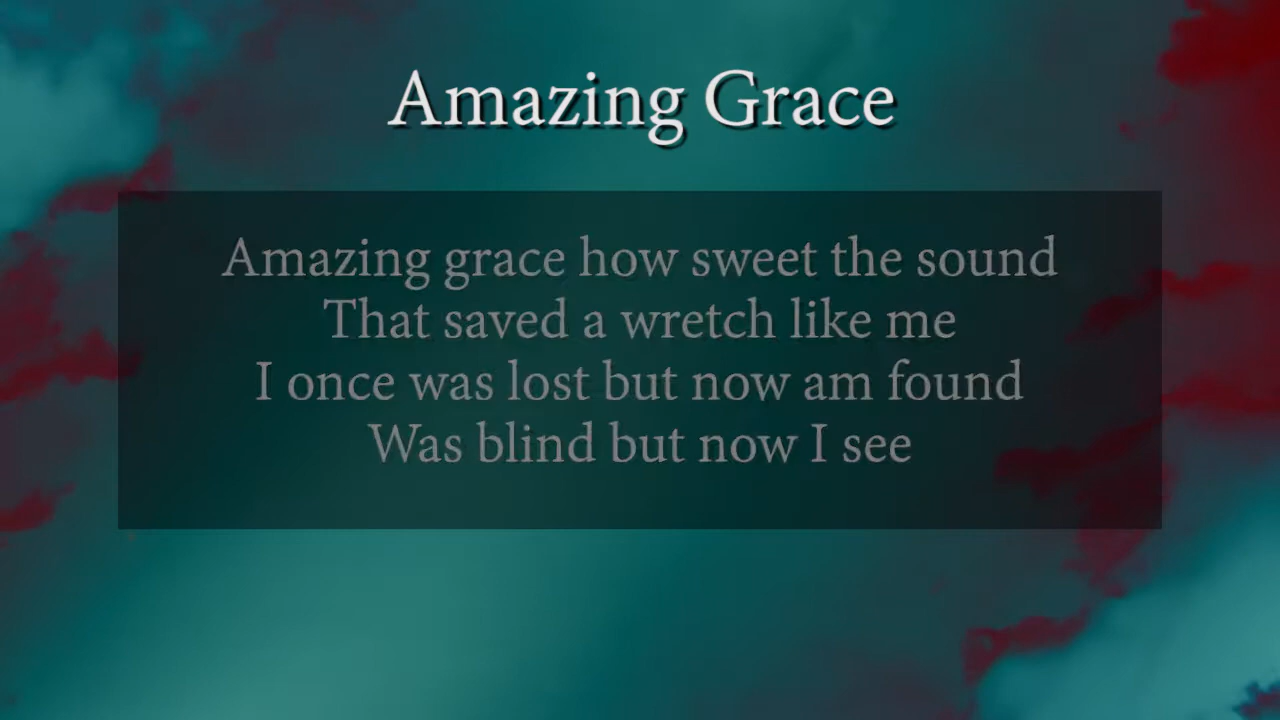 Amazing Grace
Amazing grace how sweet the sound
That saved a wretch like me
I once was lost but now am found
Was blind but now I see